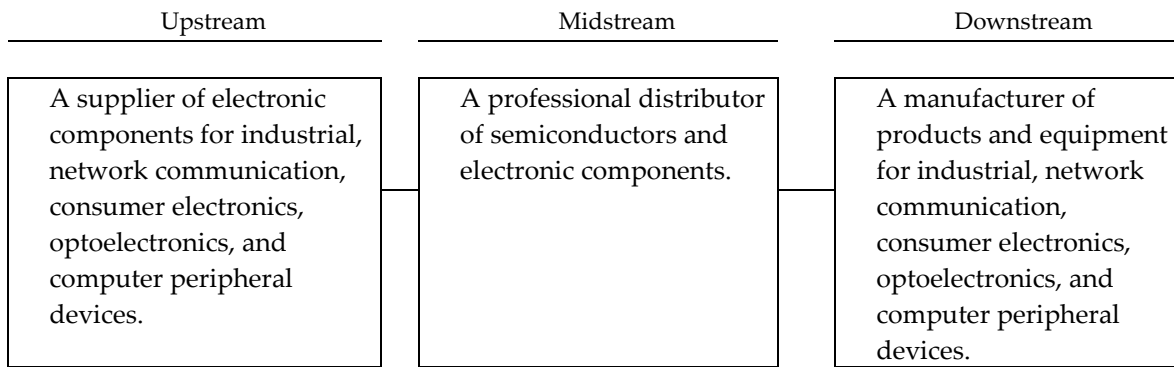 Upstream
Midstream
Downstream
A supplier of electronic
components for industrial,
network communication,
consumer electronics,
optoelectronics, and
computer peripheral
devices.
A professional distributor
of semiconductors and
electronic components.
A manufacturer of
products and equipment
for industrial, network
communication,
consumer electronics,
optoelectronics, and
computer peripheral
devices.